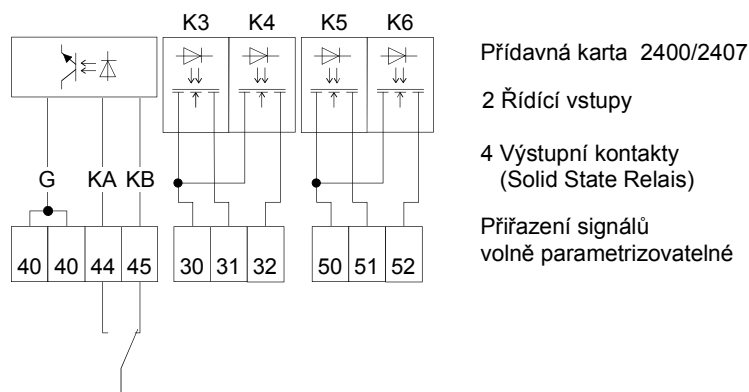 K3 K4 K5 K6
Přídavná karta 2400/2407
2 Řídící vstupy
4 Výstupní kontakty
(Solid State Relais)
Přiřazení signálů
volně parametrizovatelné
G KA KB
40 40 44 45 30 31 32 50 51 52